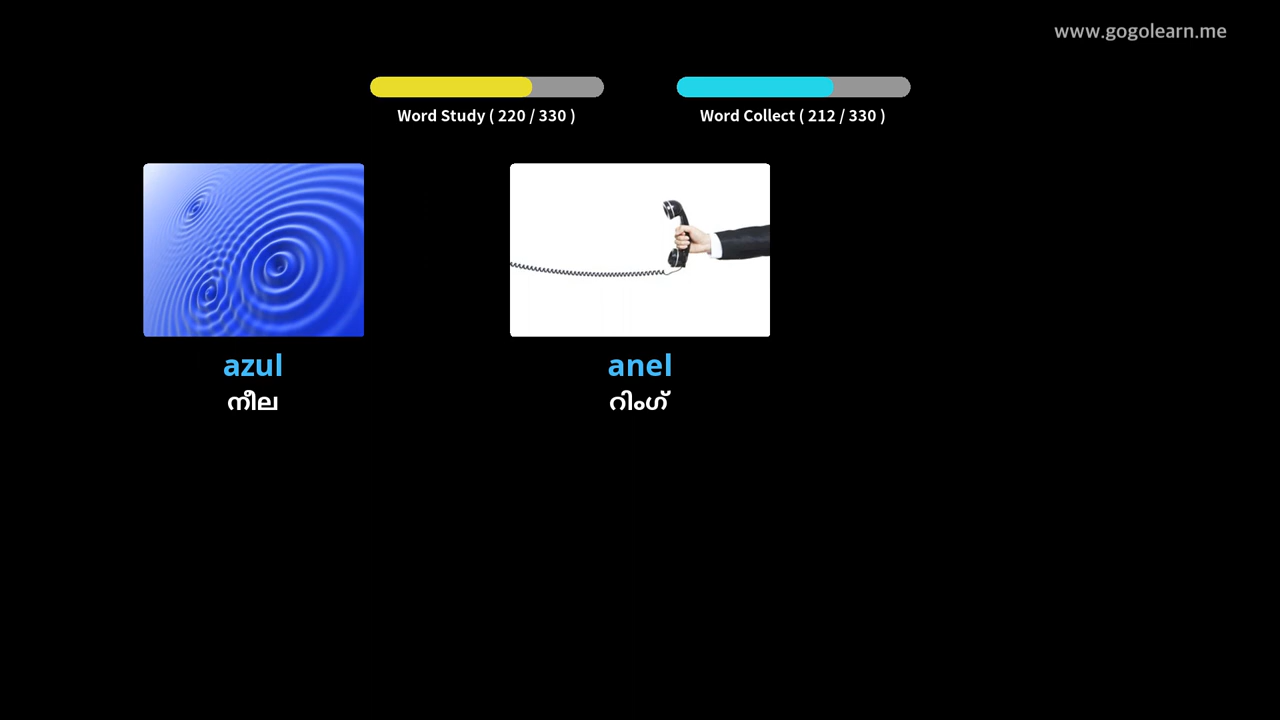 www.gogolearn.me
Word Study ( 220 / 330 )
Word Collect ( 212 / 330 )
azul
നീല
anel
റിംഗ്